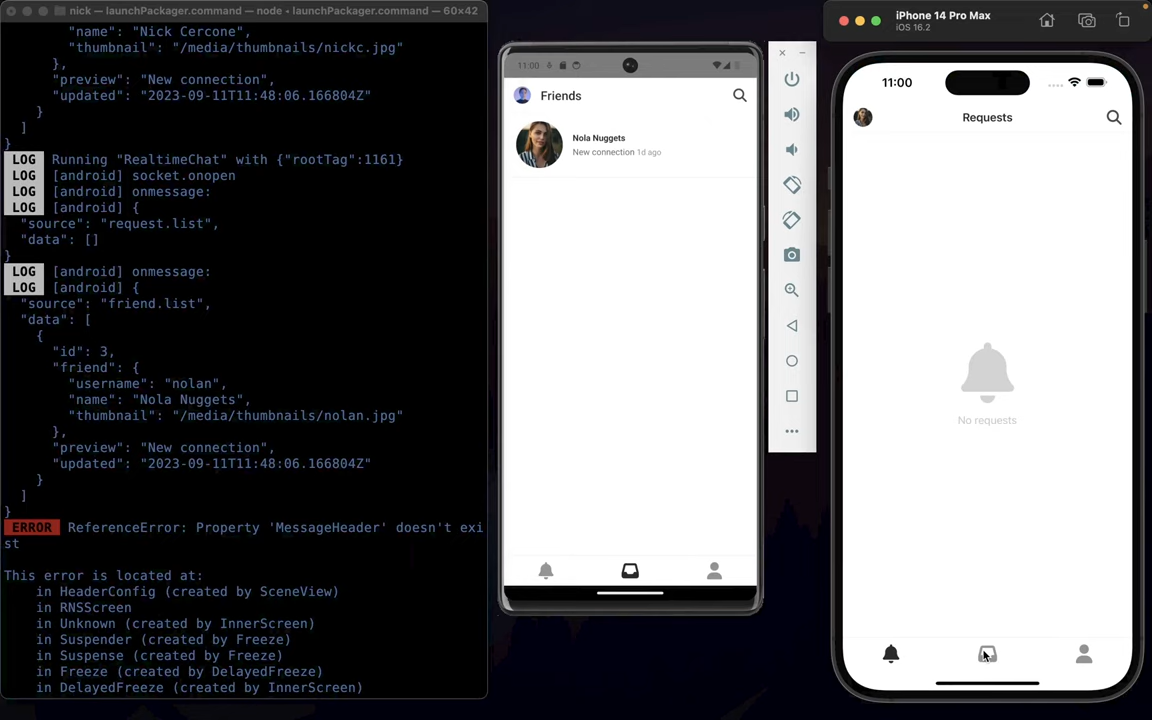 nick — launchPackager.command — node • launchPackager.command — 60×42
"name": "Nick Cercone",
"thumbnail": "/media/thumbnails/nickc.jpg"
},
"preview": "New connection",
"updated": "2023-09-11T11:48:06.166804Z"
}
]
}
LOG Running "RealtimeChat" with {"rootTag":1161}
LOG [android] socket.onopen
LOG [android] onmessage:
LOG [android] {
"source": "request.list",
"data": []
}
LOG [android] onmessage:
LOG [android] {
"source": "friend.list",
"data": [
{
"id": 3,
"friend": {
"username": "nolan",
"name": "Nola Nuggets",
"thumbnail": "/media/thumbnails/nolan.jpg"
},
"preview": "New connection",
"updated": "2023-09-11T11:48:06.166804Z"
}
]
}
ERROR ReferenceError: Property 'MessageHeader' doesn't exi
st
This error is located at:
in HeaderConfig (created by SceneView)
in RNSScreen
in Unknown (created by InnerScreen)
in Suspender (created by Freeze)
in Suspense (created by Freeze)
in Freeze (created by DelayedFreeze)
in DelayedFreeze (created by InnerScreen)
11:00
Friends
Nola Nuggets
New connection 1d ago
iPhone 14 Pro Max
iOS 16.2
11:00
Requests
No requests